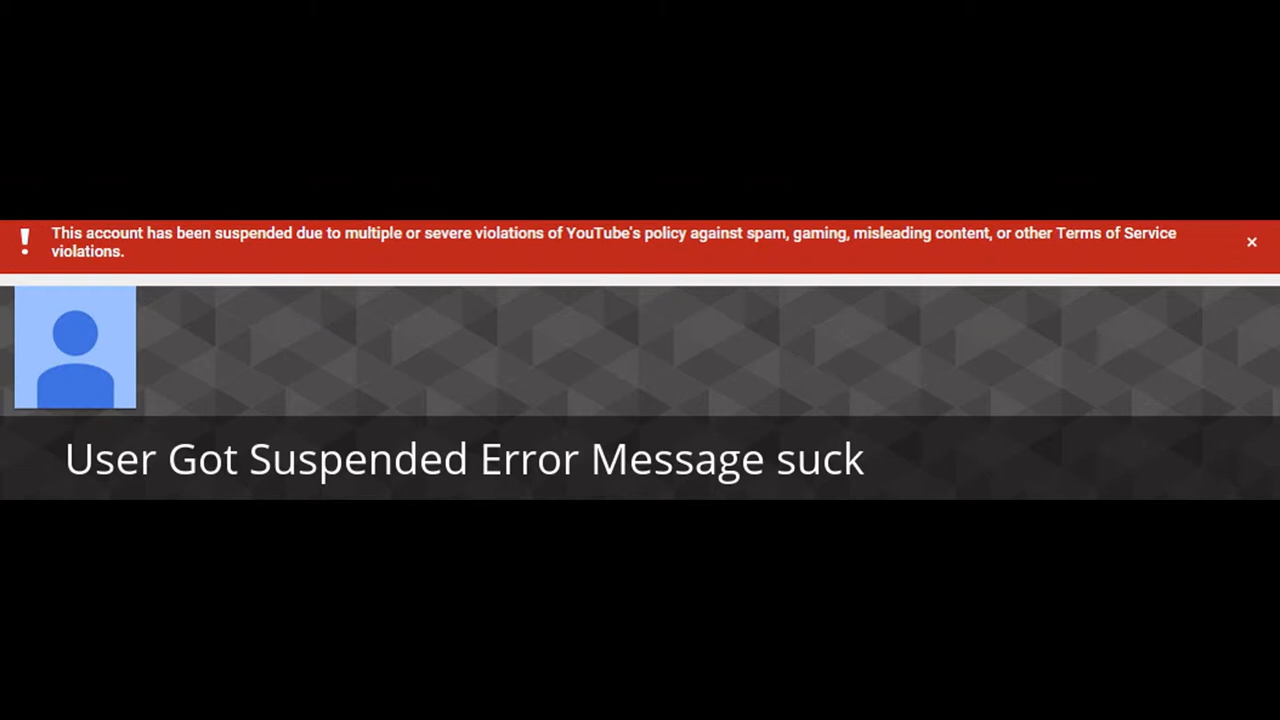 This account has been suspended due to multiple or severe violations of YouTube's policy against spam, gaming, misleading content, or other Terms of Service
violations.
User Got Suspended Error Message suck